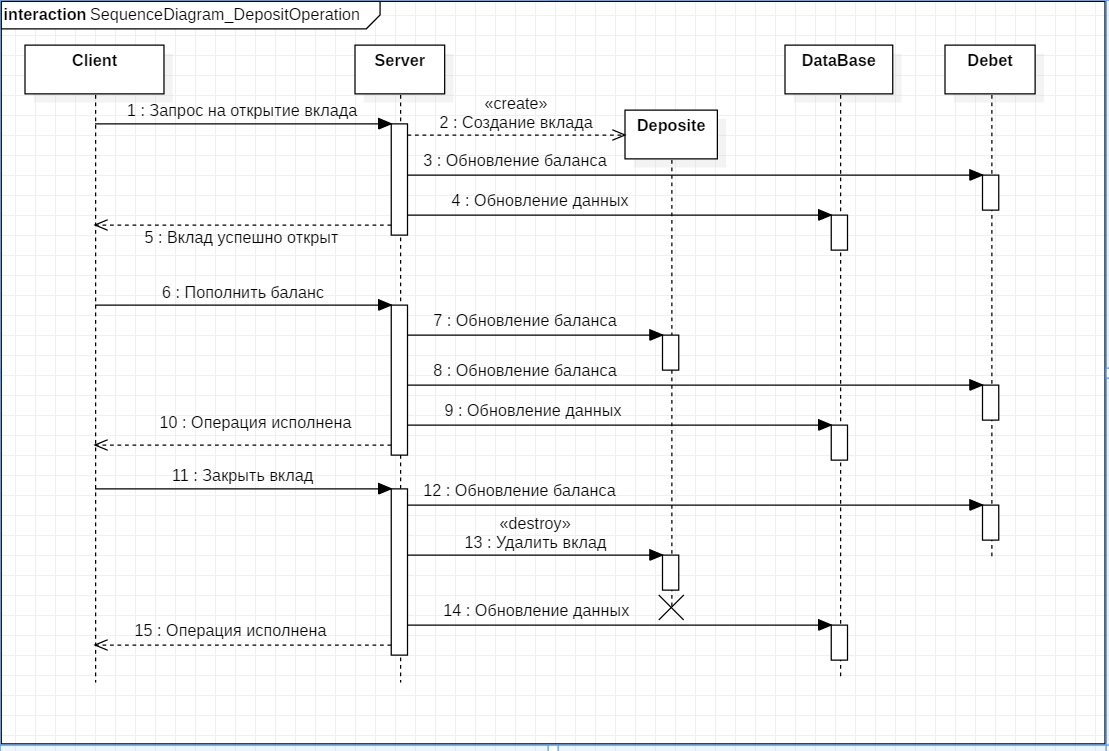 interaction SequenceDiagram_DepositOperation
Client
Server
DataBase
Debet
1 : Запрос на открытие вклада
«create»
2 : Создание вклада
Deposite
3 : Обновление баланса
4 : Обновление данных
5 : Вклад успешно открыт
6 : Пополнить баланс
7 : Обновление баланса
8 : Обновление баланса
9 : Обновление данных
10 : Операция исполнена
11 : Закрыть вклад
12 : Обновление баланса
«destroy»
13 : Удалить вклад
14 : Обновление данных
15 : Операция исполнена